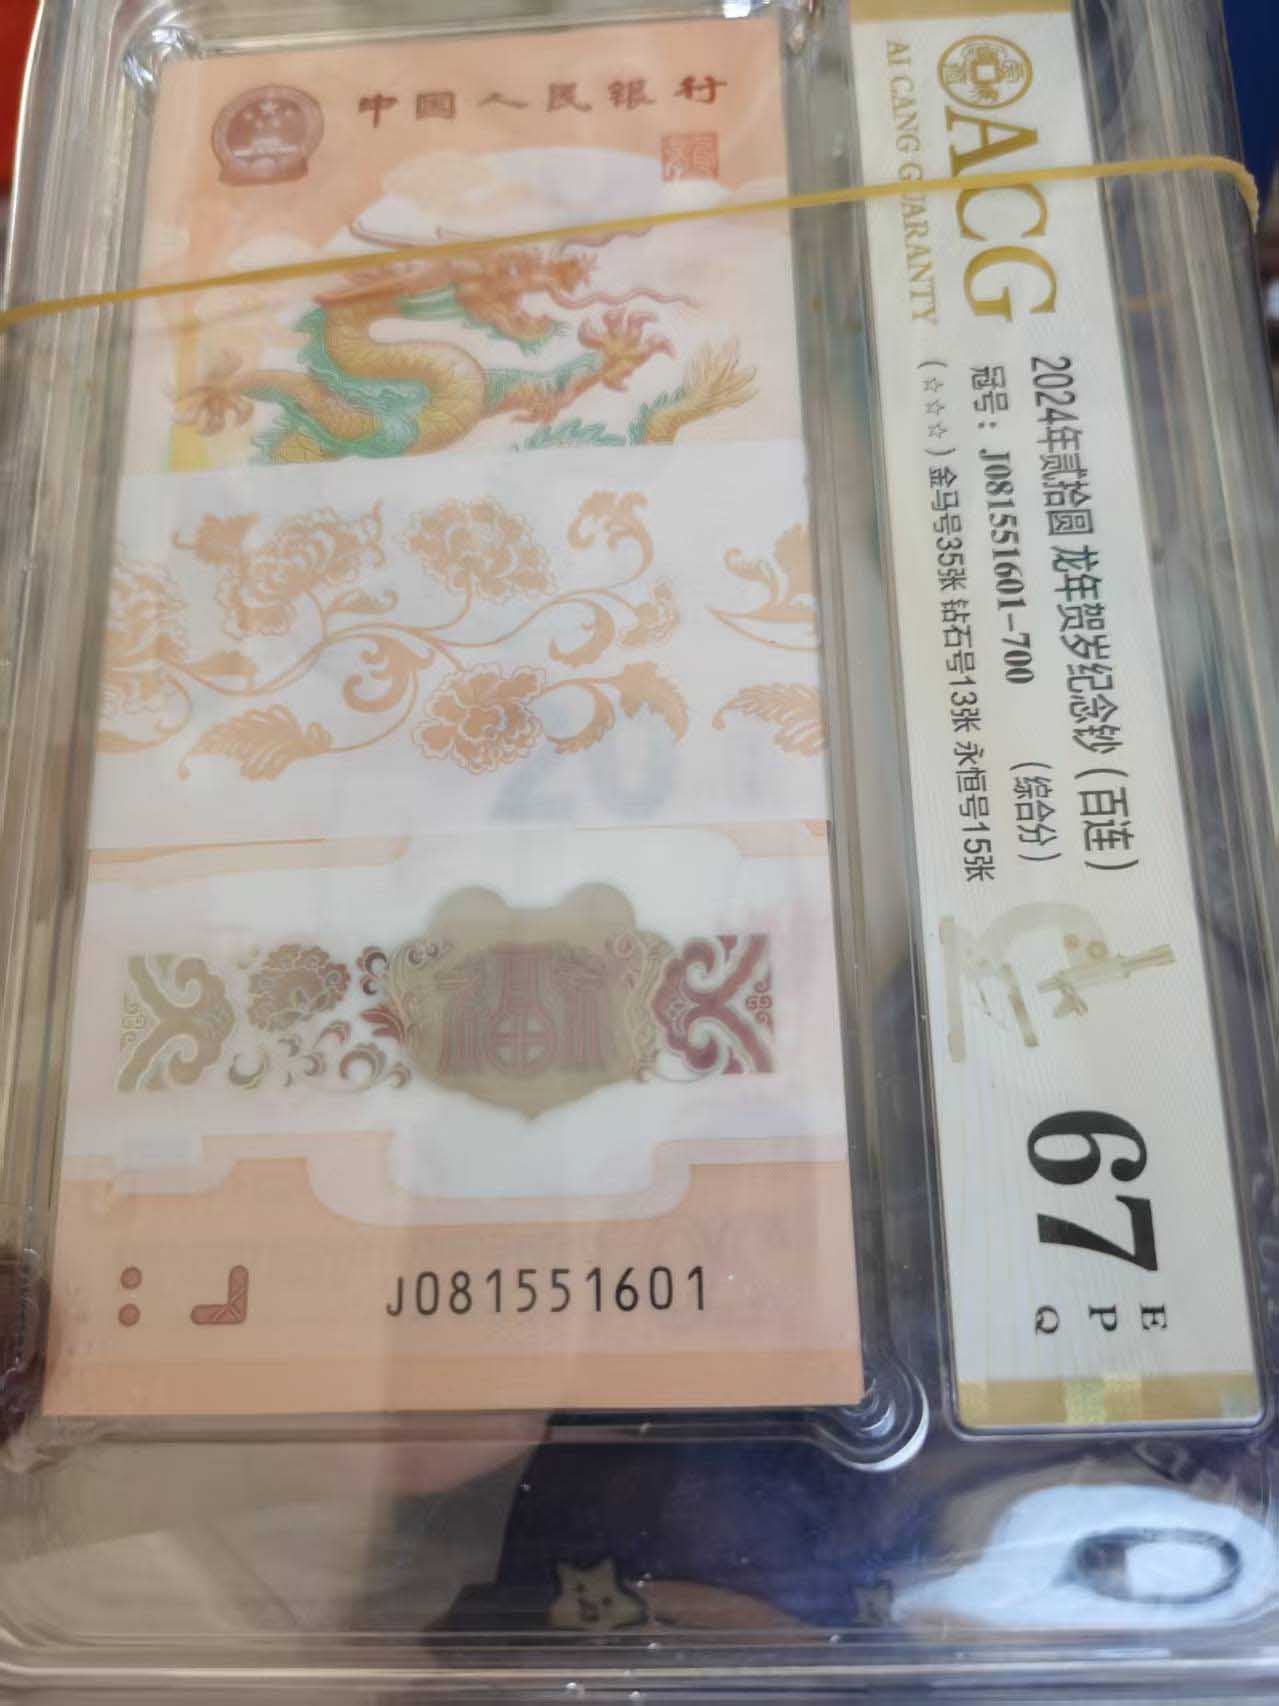 中国人民银行
J081551601
ACG
AI CANG GUARANTY
2024年贰拾圆 龙年贺岁纪念钞（百连）
冠号：J081551601-700 （综合分）
（☆☆☆）金马号35张 钻石号13张 永恒号15张
67
E
P
Q